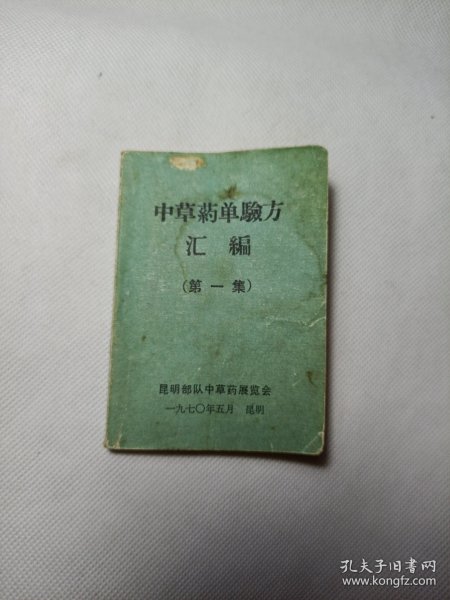 中草药单驗方
汇編
(第一集)
昆明部队中草药展览会
一九七〇年五月 昆明
孔夫子旧书网
www.kongfz.com